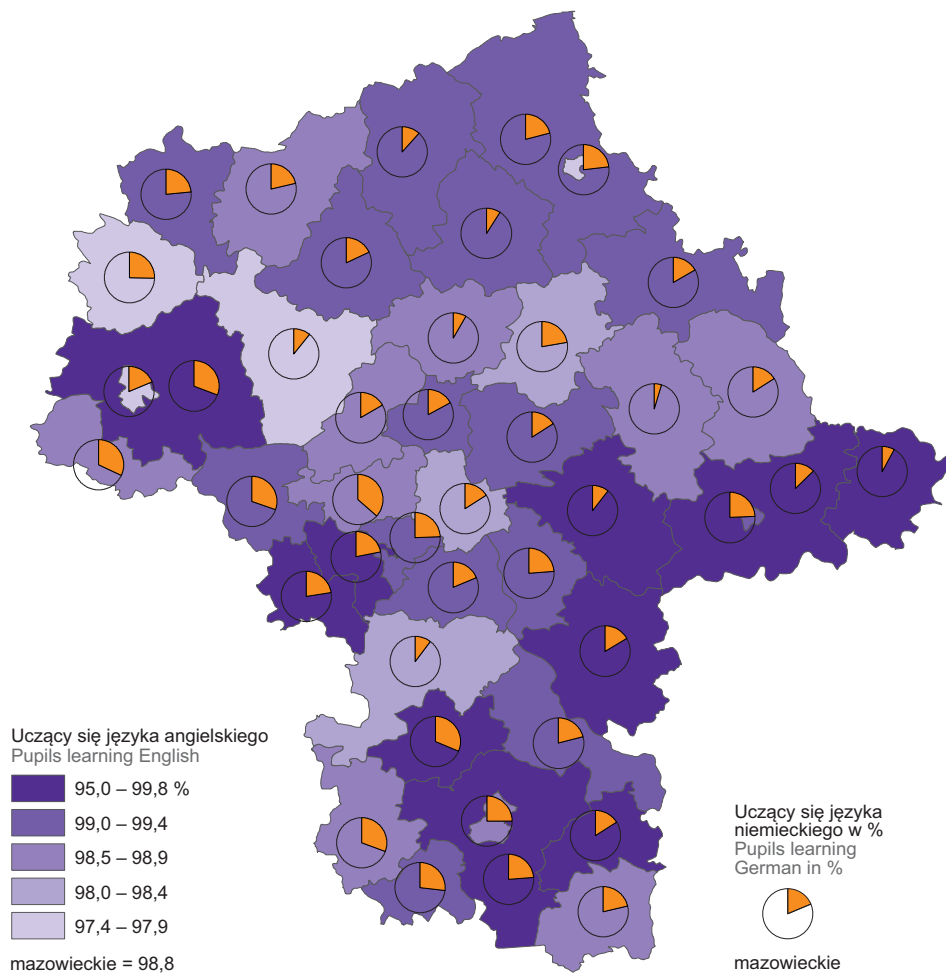 Uczący się języka angielskiego
Pupils learning English
95,0 – 99,8 %
99,0 – 99,4
98,5 – 98,9
98,0 – 98,4
97,4 – 97,9
mazowieckie = 98,8
Uczący się języka
niemieckiego w %
Pupils learning
German in %
mazowieckie